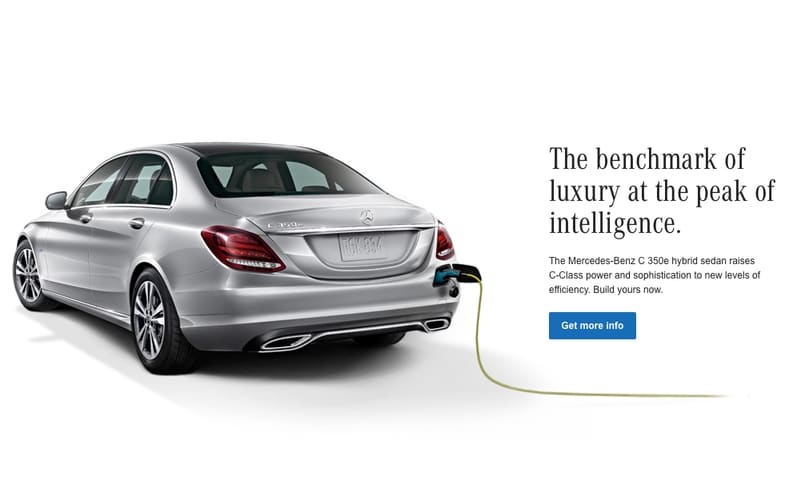 The benchmark of
luxury at the peak of
intelligence.
The Mercedes-Benz C 350e hybrid sedan raises
C-Class power and sophistication to new levels of
efficiency. Build yours now.
Get more info
C 350e